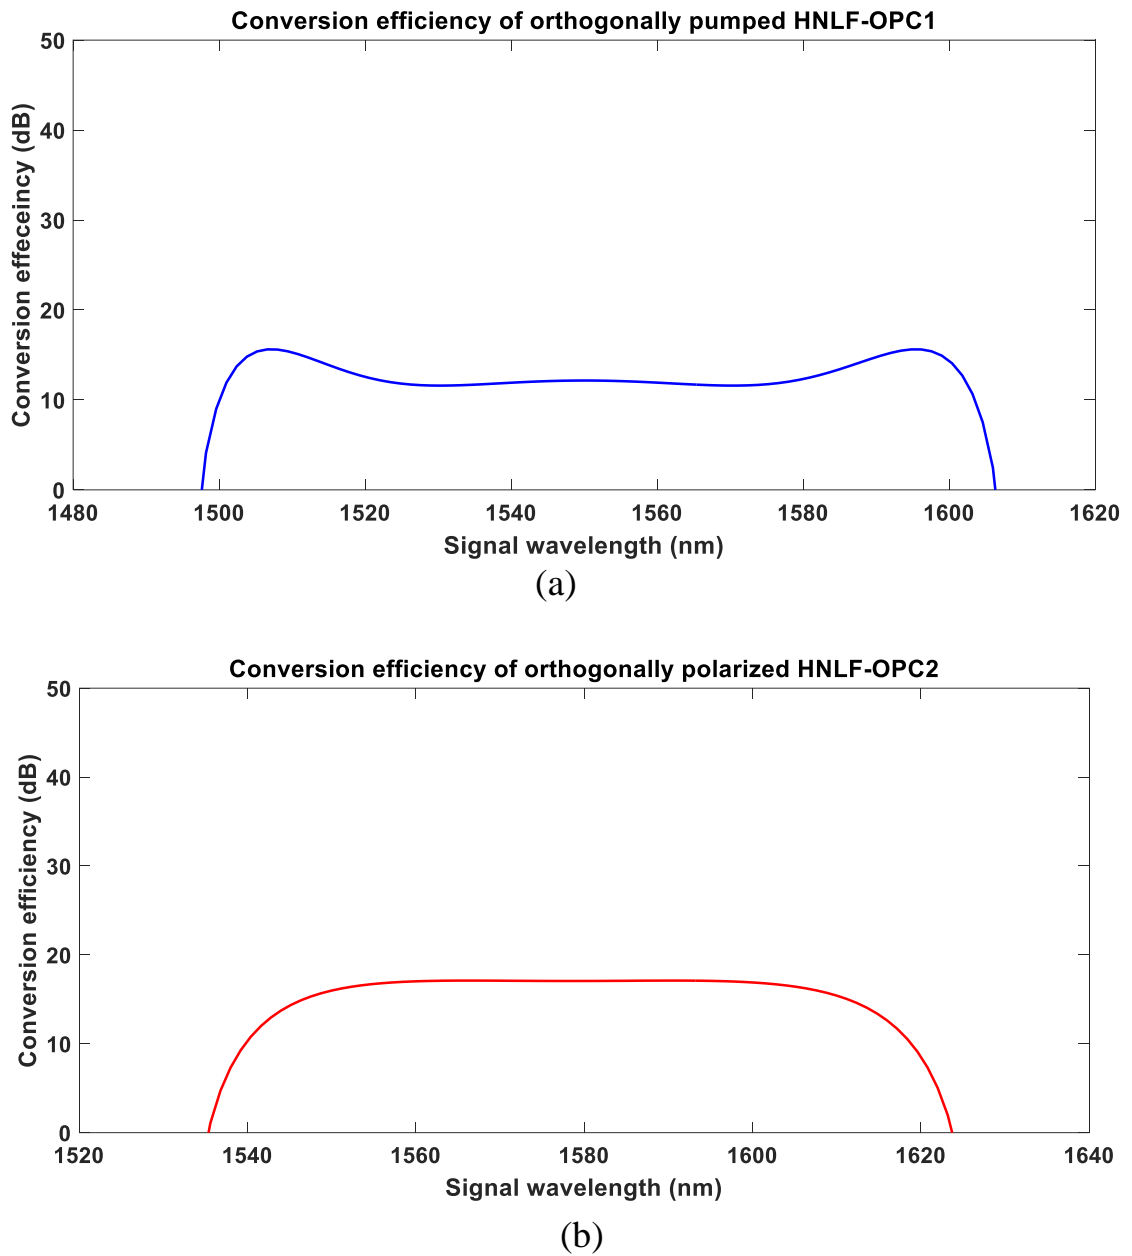 Conversion efficiency of orthogonally pumped HNLF-OPC1
50
40
30
20
10
0
Conversion effeceincy (dB)
1480 1500 1520 1540 1560 1580 1600 1620
Signal wavelength (nm)
(a)
Conversion efficiency of orthogonally polarized HNLF-OPC2
50
40
30
20
10
0
Conversion efficiency (dB)
1520 1540 1560 1580 1600 1620 1640
Signal wavelength (nm)
(b)